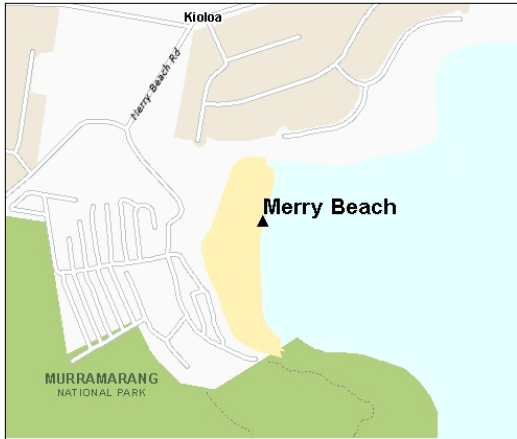 Kioloa
Merry Beach Rd
Merry Beach
MURRAMARANG
NATIONAL PARK